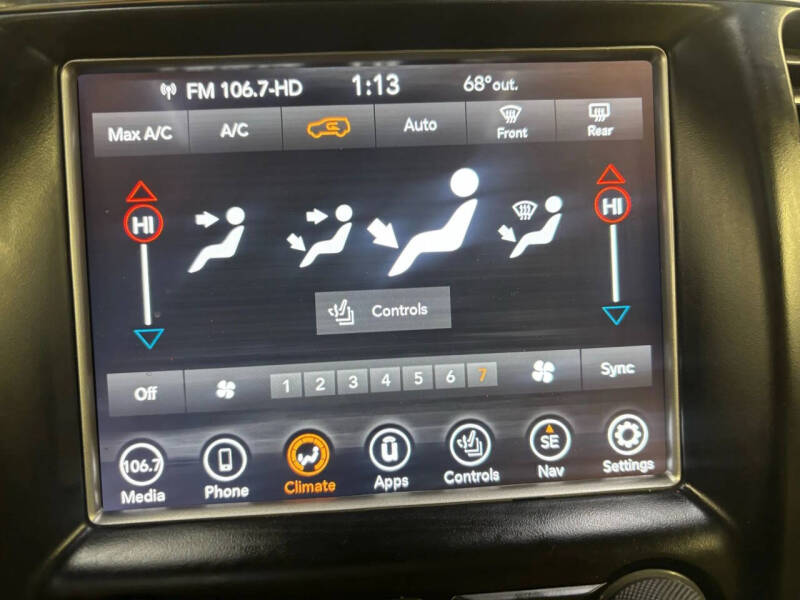 FM 106.7-HD 1:13 68°out.
Max A/C A/C Auto Front Rear
HI HI
Controls
Off 1 2 3 4 5 6 7 Sync
106.7 SE
Media Phone Climate Apps Controls Nav Settings